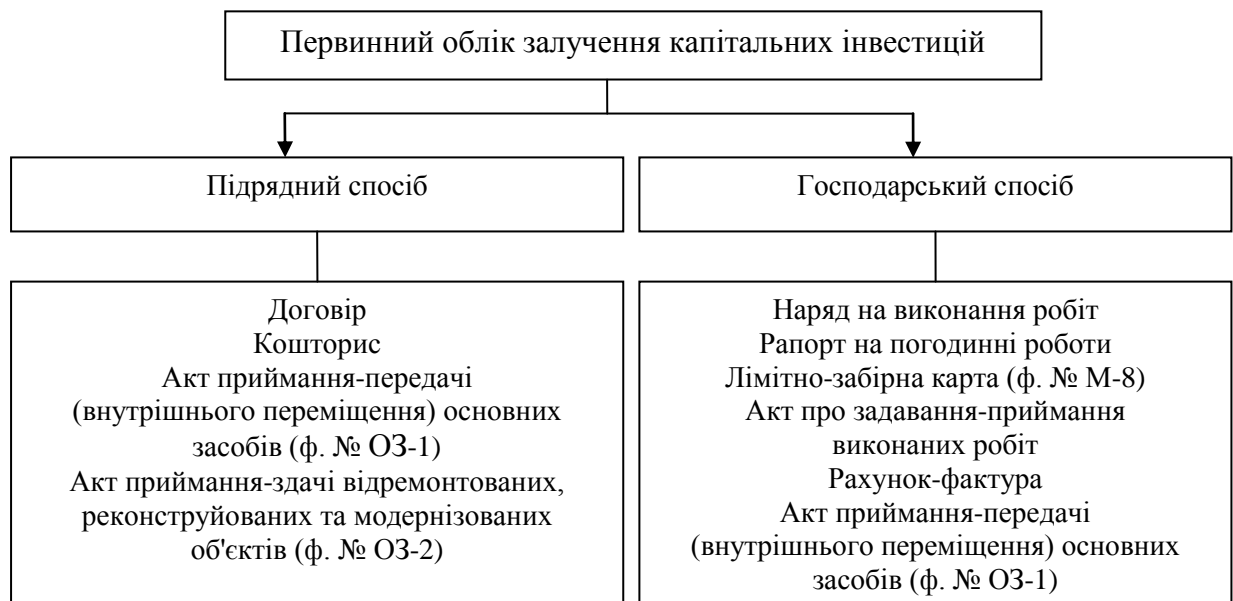 Первинний облік залучення капітальних інвестицій
Підрядний спосіб
Господарський спосіб
Договір
Кошторис
Акт приймання-передачі
(внутрішнього переміщення) основних
засобів (ф. № ОЗ-1)
Акт приймання-здачі відремонтованих,
реконструйованих та модернізованих
об'єктів (ф. № ОЗ-2)
Наряд на виконання робіт
Рапорт на погодинні роботи
Лімітно-забірна карта (ф. № М-8)
Акт про задавання-приймання
виконаних робіт
Рахунок-фактура
Акт приймання-передачі
(внутрішнього переміщення) основних
засобів (ф. № ОЗ-1)